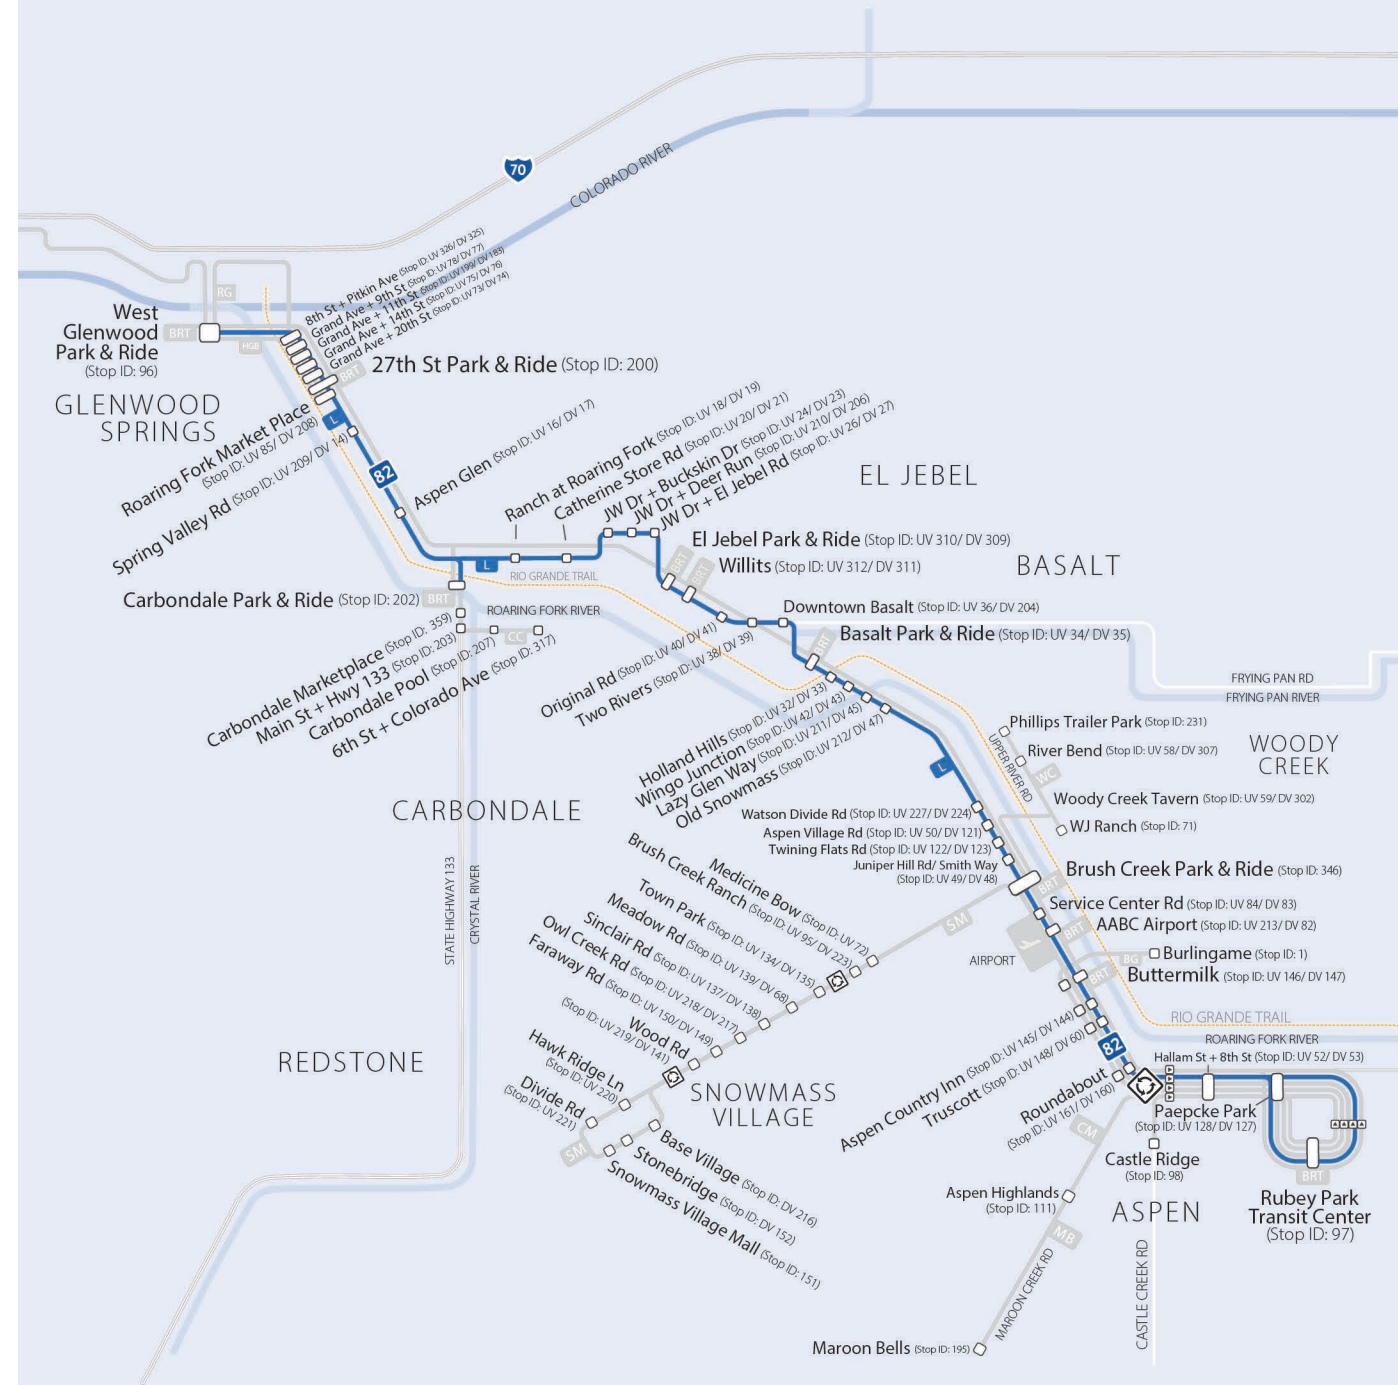 70
COLORADO RIVER
8th St + Pitkin Ave (Stop ID: UV 326/ DV 325)
Grand Ave + 9th St (Stop ID: UV 78/ DV 77)
Grand Ave + 11th St (Stop ID: UV 199/ DV 183)
Grand Ave + 14th St (Stop ID: UV 75/ DV 76)
Grand Ave + 20th St (Stop ID: UV 73/ DV 74)
RG
HGB
BRT
West
Glenwood
Park & Ride
(Stop ID: 96)
BRT
27th St Park & Ride (Stop ID: 200)
GLENWOOD
SPRINGS
L
Roaring Fork Market Place
(Stop ID: UV 85/ DV 208)
Spring Valley Rd (Stop ID: UV 209/ DV 14)
82
Aspen Glen (Stop ID: UV 16/ DV 17)
Ranch at Roaring Fork (Stop ID: UV 18/ DV 19)
Catherine Store Rd (Stop ID: UV 20/ DV 21)
JW Dr + Buckskin Dr (Stop ID: UV 24/ DV 23)
JW Dr + Deer Run (Stop ID: UV 210/ DV 206)
JW Dr + El Jebel Rd (Stop ID: UV 26/ DV 27)
EL JEBEL
El Jebel Park & Ride (Stop ID: UV 310/ DV 309)
BRT
Willits (Stop ID: UV 312/ DV 311)
BRT
BASALT
L
RIO GRANDE TRAIL
Carbondale Park & Ride (Stop ID: 202)
BRT
ROARING FORK RIVER
CC
Carbondale Marketplace (Stop ID: 359)
Main St + Hwy 133 (Stop ID: 203)
Carbondale Pool (Stop ID: 207)
6th St + Colorado Ave (Stop ID: 317)
Downtown Basalt (Stop ID: UV 36/ DV 204)
BRT
Basalt Park & Ride (Stop ID: UV 34/ DV 35)
Original Rd (Stop ID: UV 40/ DV 41)
Two Rivers (Stop ID: UV 38/ DV 39)
FRYING PAN RD
FRYING PAN RIVER
Holland Hills (Stop ID: UV 32/ DV 33)
Wingo Junction (Stop ID: UV 42/ DV 43)
Lazy Glen Way (Stop ID: UV 211/ DV 45)
Old Snowmass (Stop ID: UV 212/ DV 47)
L
Phillips Trailer Park (Stop ID: 231)
River Bend (Stop ID: UV 58/ DV 307)
UPPER RIVER RD
WC
WOODY
CREEK
Woody Creek Tavern (Stop ID: UV 59/ DV 302)
WJ Ranch (Stop ID: 71)
CARBONDALE
Watson Divide Rd (Stop ID: UV 227/ DV 224)
Aspen Village Rd (Stop ID: UV 50/ DV 121)
Twining Flats Rd (Stop ID: UV 122/ DV 123)
Juniper Hill Rd/ Smith Way
(Stop ID: UV 49/ DV 48)
BRT
Brush Creek Park & Ride (Stop ID: 346)
Service Center Rd (Stop ID: UV 84/ DV 83)
BRT
AABC Airport (Stop ID: UV 213/ DV 82)
AIRPORT
BG
Burlingame (Stop ID: 1)
BRT
Buttermilk (Stop ID: UV 146/ DV 147)
SM
Medicine Bow (Stop ID: UV 72)
Brush Creek Ranch (Stop ID: UV 95/ DV 223)
Town Park (Stop ID: UV 134/ DV 135)
Meadow Rd (Stop ID: UV 139/ DV 68)
Sinclair Rd (Stop ID: UV 137/ DV 138)
Owl Creek Rd (Stop ID: UV 218/ DV 217)
Faraway Rd (Stop ID: UV 150/ DV 149)
Wood Rd
(Stop ID: UV 219/ DV 141)
Hawk Ridge Ln
(Stop ID: UV 220)
Divide Rd
(Stop ID: UV 221)
SM
Base Village (Stop ID: DV 216)
Stonebridge (Stop ID: DV 152)
Snowmass Village Mall (Stop ID: 151)
SNOWMASS
VILLAGE
STATE HIGHWAY 133
CRYSTAL RIVER
REDSTONE
RIO GRANDE TRAIL
ROARING FORK RIVER
82
Aspen Country Inn (Stop ID: UV 145/ DV 144)
Truscott (Stop ID: UV 148/ DV 60)
Roundabout
(Stop ID: UV 161/ DV 160)
Hallam St + 8th St (Stop ID: UV 52/ DV 53)
Paepcke Park
(Stop ID: UV 128/ DV 127)
CM
Castle Ridge
(Stop ID: 98)
BRT
Rubey Park
Transit Center
(Stop ID: 97)
Aspen Highlands
(Stop ID: 111)
ASPEN
MB
MAROON CREEK RD
CASTLE CREEK RD
Maroon Bells (Stop ID: 195)